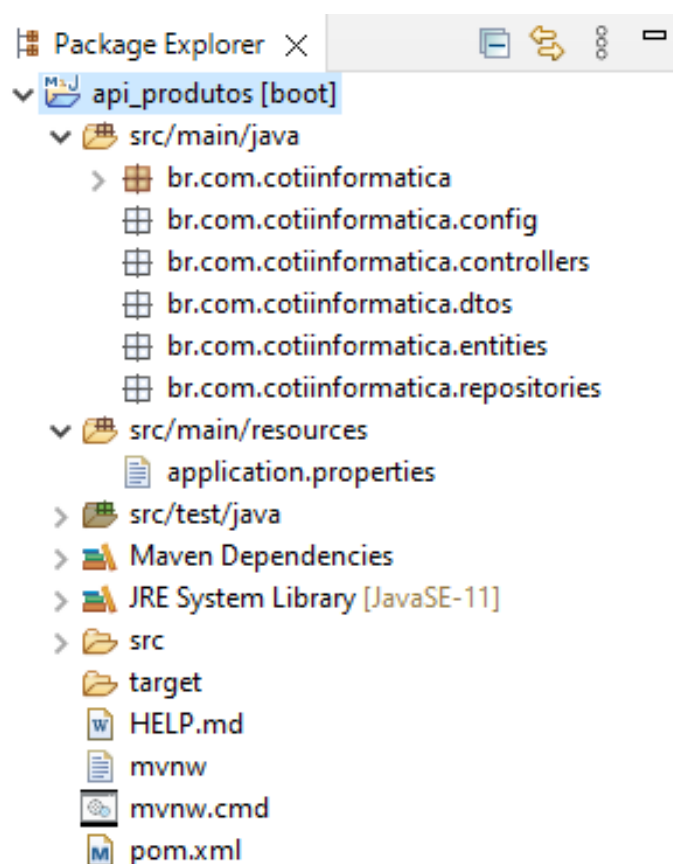 Package Explorer
api_produtos [boot]
src/main/java
br.com.cotiinformatica
br.com.cotiinformatica.config
br.com.cotiinformatica.controllers
br.com.cotiinformatica.dtos
br.com.cotiinformatica.entities
br.com.cotiinformatica.repositories
src/main/resources
application.properties
src/test/java
Maven Dependencies
JRE System Library [JavaSE-11]
src
target
HELP.md
mvnw
mvnw.cmd
pom.xml